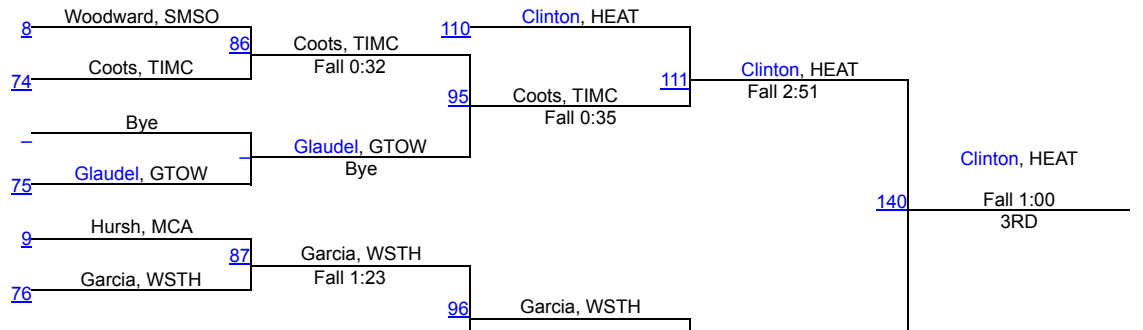 Woodward, SMSO
8
86
Coots, TIMC
74
Coots, TIMC
Fall 0:32
Bye
–
–
Glaudel, GTOW
75
Glaudel, GTOW
Bye
95
Coots, TIMC
Fall 0:35
Clinton, HEAT
110
111
Clinton, HEAT
Fall 2:51
Hursh, MCA
9
87
Garcia, WSTH
76
Garcia, WSTH
Fall 1:23
96
Garcia, WSTH
140
Clinton, HEAT
Fall 1:00
3RD